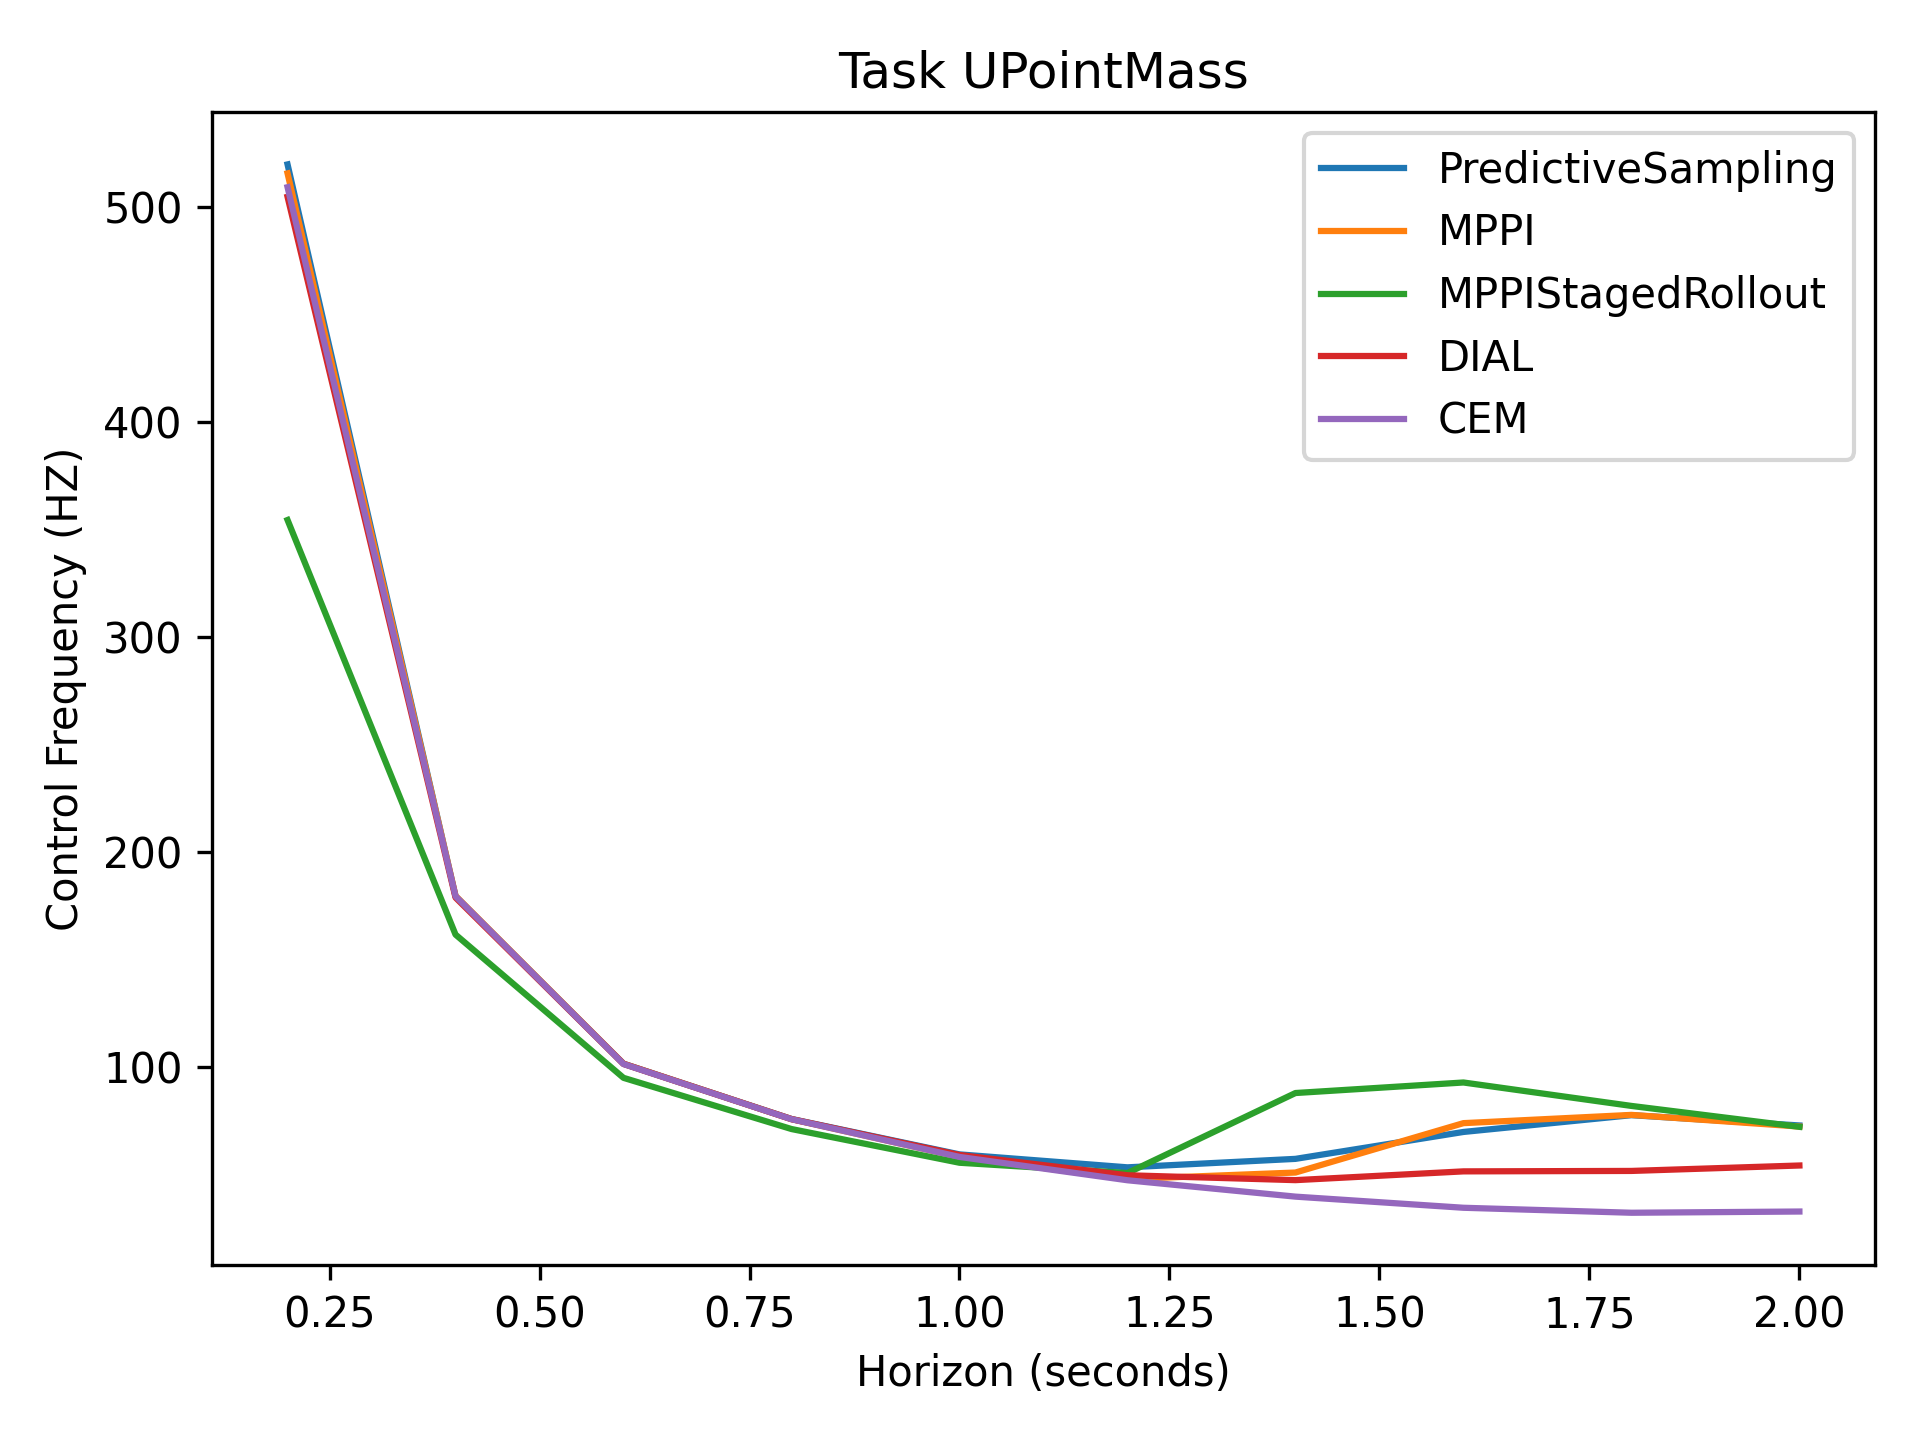 Task UPointMass
PredictiveSampling
MPPI
MPPIStagedRollout
DIAL
CEM
Control Frequency (HZ)
500
400
300
200
100
0.25 0.50 0.75 1.00 1.25 1.50 1.75 2.00
Horizon (seconds)